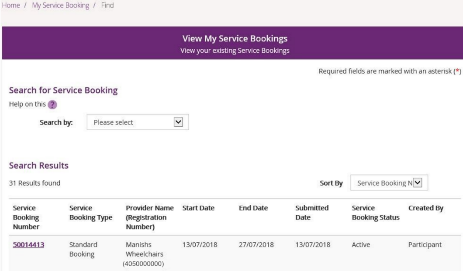 Home / My Service Booking / Find
View My Service Bookings
View your existing Service Bookings
Required fields are marked with an asterisk (*)
Search for Service Booking
Help on this ?
Search by: Please select
Search Results
31 Results found
Sort By Service Booking N
Service Booking Number
Service Booking Type
Provider Name (Registration Number)
Start Date
End Date
Submitted Date
Service Booking Status
Created By
50014413
Standard Booking
Manishs Wheelchairs (4050000000)
13/07/2018
27/07/2018
13/07/2018
Active
Participant